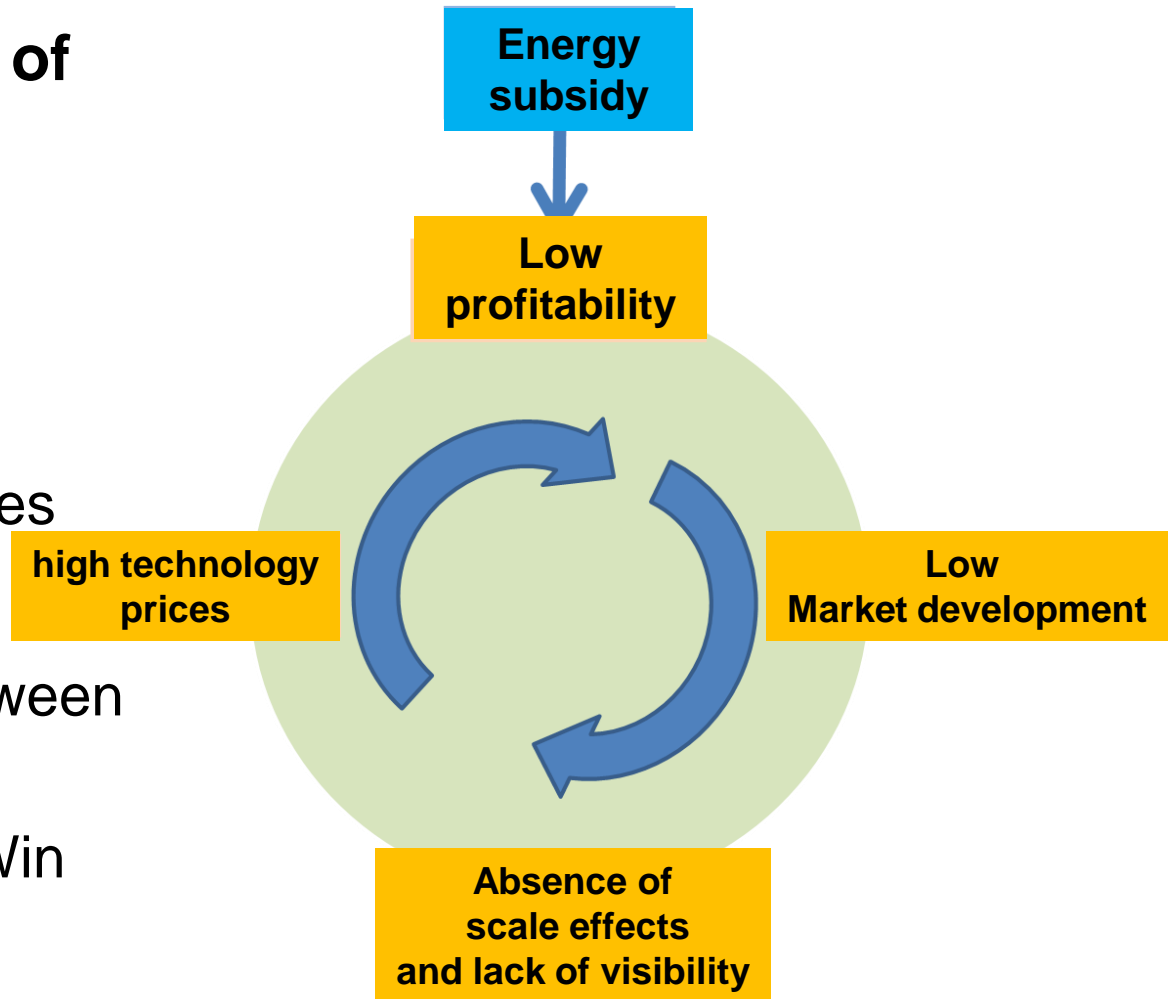 of
Energy
subsidy
Low
profitability
es
high technology
prices
Low
Market development
ween
Win
Absence of
scale effects
and lack of visibility